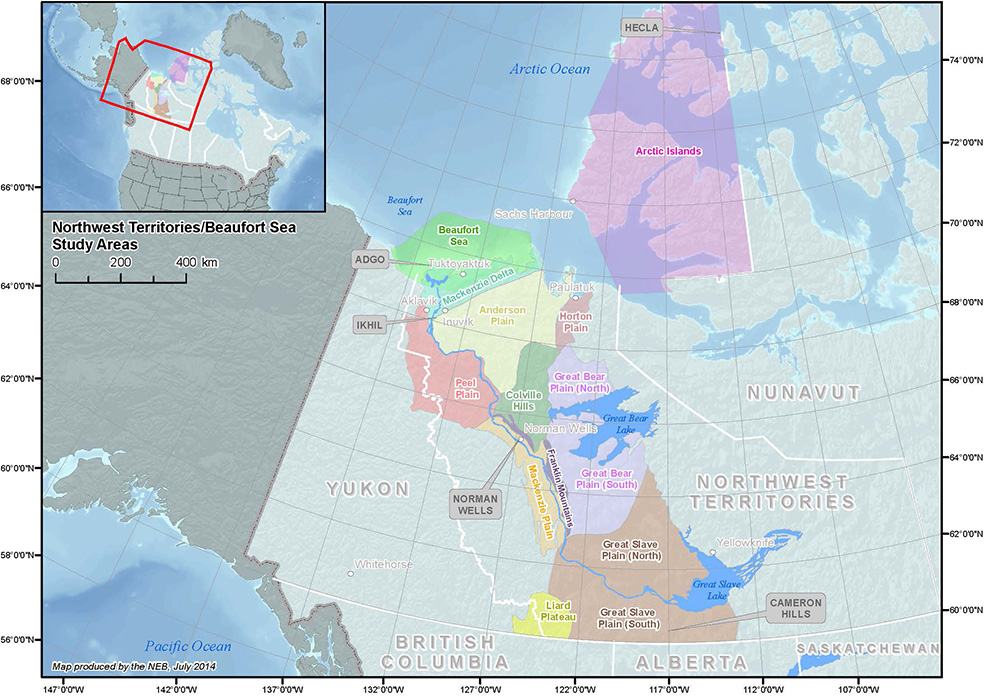 HECLA
Arctic Ocean
74°0'0"N
68°0'0"N
72°0'0"N
Arctic Islands
66°0'0"N
Beaufort
Sea
Sachs Harbour
70°0'0"N
Northwest Territories/Beaufort Sea
Study Areas
0 200 400 km
Beaufort
Sea
ADGO
Tuktoyaktuk
Mackenzie Delta
64°0'0"N
Paulatuk
68°0'0"N
Aklavik
Inuvik
IKHIL
Anderson
Plain
Horton
Plain
62°0'0"N
66°0'0"N
Peel
Plain
Colville
Hills
Great Bear
Plain (North)
NUNAVUT
Great Bear
Lake
Norman Wells
64°0'0"N
60°0'0"N
YUKON
NORMAN
WELLS
Mackenzie Plain
Franklin Mountains
Great Bear
Plain (South)
NORTHWEST
TERRITORIES
62°0'0"N
58°0'0"N
Whitehorse
Great Slave
Plain (North)
Yellowknife
Great Slave
Lake
Liard
Plateau
Great Slave
Plain (South)
CAMERON
HILLS
60°0'0"N
56°0'0"N
Pacific Ocean
BRITISH
COLUMBIA
ALBERTA
SASKATCHEWAN
Map produced by the NEB, July 2014
147°0'0"W 142°0'0"W 137°0'0"W 132°0'0"W 127°0'0"W 122°0'0"W 117°0'0"W 112°0'0"W 107°0'0"W